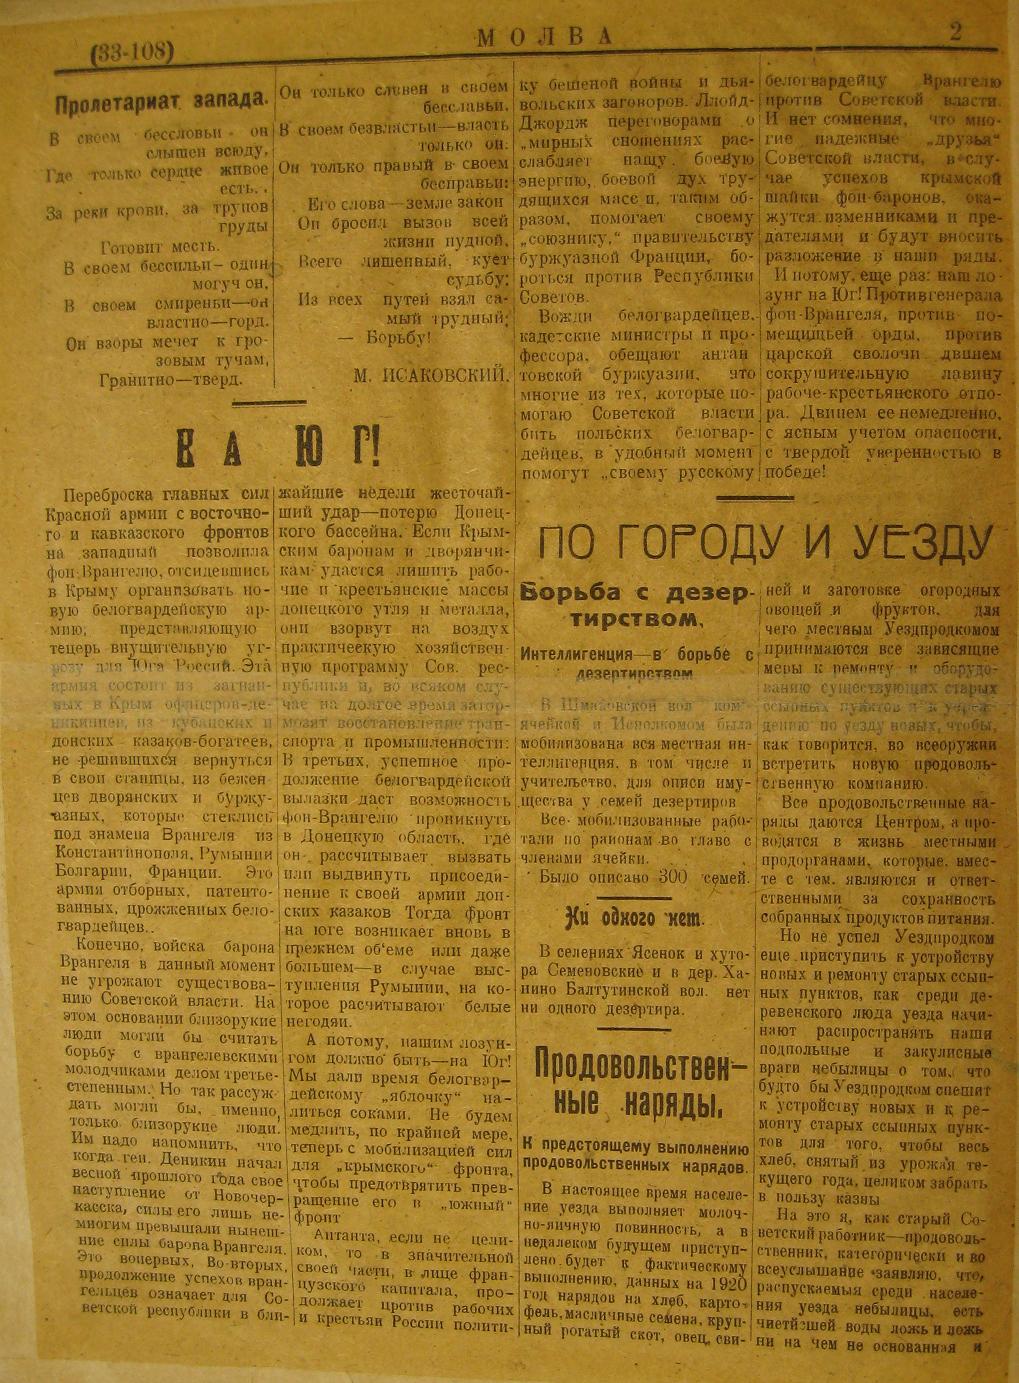 (33-108)
МОЛВА
2
Пролетариат запада.
В своем бессловьи - он
слышен всюду,
Где только сердце живое
есть. .
За реки крови, за трупов
груды
Готовит месть.
В своем бессильи— один
могуч он,
В своем смиреньи—он
властно—горд.
Он взоры мечет к гро-
зовым тучам,
Гранитно—тверд.
Он только славен в своем
бесславьи,
В своем безвластьи—власть
только он:
Он только правый в своем
бесправьи:
Его слова—земле закон
Он бросил вызов всей
жизни нудной,
Всего лишенный, кует
судьбу;
Из всех путей взял са-
мый трудный;
— Борьбу!
М. ИСАКОВСКИЙ.
НА ЮГ!
Переброска главных сил
Красной армии с восточно-
го и кавказского фронтов
на западный позволила
фон-Врангелю, отсидевшись
в Крыму организовать но-
вую белогвардейскую ар-
мию, представляющую
теперь внушительную уг-
розу для Юга России. Эта
армия состоит из загнан-
ных в Крым офицеров-де-
никинцев, из кубанских и
донских казаков-богатеев,
не решившихся вернуться
в свои станицы, из бежен-
цев дворянских и буржу-
азных, которые стеклись
под знамена Врангеля из
Константинополя, Румынии
Болгарии, Франции. Это
армия отборных, патенто-
ванных, прожженных бело-
гвардейцев..
Конечно, войска барона
Врангеля в данный момент
не угрожают существова-
нию Советской власти. На
этом основании близорукие
люди могли бы считать
борьбу с врангелевскими
молодчиками делом третье-
степенным. Но так рассуж-
дать могли бы, именно,
только близорукие люди.
Им надо напомнить, что
когда ген. Деникин начал
весной прошлого года свое
наступление от Новочер-
касска, силы его лишь не-
многим превышали нынеш-
ние силы барона Врангеля.
Это вопервых, Во-вторых,
продолжение успехов вран-
гельцев означает для Со-
ветской республики в бли-
жайшие недели жесточай-
ший удар—потерю Донец-
кого бассейна. Если Крым-
ским баронам и дворянчи-
кам удастся лишить рабо-
чие и крестьянские массы
донецкого угля и металла,
они взорвут на воздух
практическую хозяйствен-
ную программу Сов. рес-
публики и, во всяком слу-
чае на долгое время затор-
мозят восстановление тран-
спорта и промышленности:
В третьих, успешное про-
должение белогвардейской
вылазки даст возможность
фон-Врангелю проникнуть
в Донецкую область, где
он рассчитывает вызвать
или выдвинуть присоеди-
нение к своей армии дон-
ских казаков Тогда фронт
на юге возникает вновь в
прежнем об'еме или даже
большем—в случае выс-
тупления Румынии, на ко-
торое расчитывают белые
негодяи.
А потому, нашим лозун-
гом должно быть—на Юг!
Мы дали время белогвар-
дейскому „яблочку“ на-
литься соками. Не будем
медлить, по крайней мере,
теперь с мобилизацией сил
для „крымского“ фронта,
чтобы предотвратить прев-
ращение его в „южный“
фронт
Антанта, если не цели-
ком, то в значительной
своей части, в лице фран-
цузского капитала, про-
должает против рабочих
и крестьян России полити-
ку бешеной войны и дья-
вольских заговоров. Ллойд-
Джордж переговорами о
„мирных сношениях рас-
слабляет нашу боевую
энергию, боевой дух тру-
дящихся масс и, таким об-
разом, помогает своему
„союзнику,“ правительству
буржуазной Франции, бо-
роться против Республики
Советов.
Вожди белогвардейцев,
кадетские министры и про-
фессора, обещают антан
товской буржуазии, что
многие из тех, которые по-
могаю Советской власти
бить польских белогвар-
дейцев, в удобный момент
помогут „своему русскому
белогвардейцу Врангелю
против Советской власти.
И нет сомнения, что мно-
гие надежные „друзья“
Советской власти, в слу-
чае успехов крымской
шайки фон-баронов, ока-
жутся изменниками и пре-
дателями и будут вносить
разложение в наши ряды.
И потому, еще раз: наш ло-
зунг на Юг! Против генерала
фон-Врангеля, против по-
мещицьей орды, против
царской сволочи двинем
сокрушительную лавину
рабоче-крестьянского отпо-
ра. Двинем ее немедленно,
с ясным учетом опасности,
с твердой уверенностью в
победе!
ПО ГОРОДУ И УЕЗДУ
Борьба с дезер-
тирством.
Интеллигенция—в борьбе с
дезертирством
вол ком'
ячейкой и Исполкомом была
мобилизована вся местная ин-
теллигерция, в том числе и
учительство, для описи иму-
щества у семей дезертиров
Все мобилизованные рабо-
тали по районам во главе с
членами ячейки.
Было описано 300 семей.
Ни одного нет.
В селениях Ясенок и хуто-
ра Семеновские и в дер. Ха-
нино Балтутинской вол. нет
ни одного дезертира.
Продовольствен-
ные наряды.
К предстоящему выполнению
продовольственных нарядов.
В настоящее время населе-
ние уезда выполняет молоч-
но-яичную повинность, а в
недалеком будущем приступ-
лено будет к фактическому
выполнению, данных на 1920
год нарядов на хлеб, карто-
фель, масличные семена, круп-
ный рогатый скот, овец, сви-
ней и заготовке огородных
овощей и фруктов, для
чего местным Уездпродкомом
принимаются все зависящие
меры к ремонту и оборудо-
ванию существующих старых
ссыпных пунктов и к учреж-
дению по уезду новых, чтобы,
как говорится, во всеоружии
встретить новую продоволь-
ственную компанию.
Все продовольственные на-
ряды даются Центром, а про-
водятся в жизнь местными
продорганами, которые, вмес-
те с тем, являются и ответ-
ственными за сохранность
собранных продуктов питания.
Но не успел Уездпродком
еще приступить к устройству
новых и ремонту старых ссып-
ных пунктов, как среди де-
ревенского люда уезда начи-
нают распространять наши
подпольные и закулисные
враги небылицы о том, что
будто бы Уездпродком спешит
к устройству новых и к ре-
монту старых ссыпных пунк-
тов для того, чтобы весь
хлеб, снятый из урожая те-
кущего года, целиком забрать
в пользу казны
На это я, как старый Со-
ветский работник—продоволь-
ственник, категорически и во
всеуслышание заявляю, что,
распускаемыя среди населе-
ния уезда небылицы, есть
чистйшей воды ложь и ложь
ни на чем не основанная и